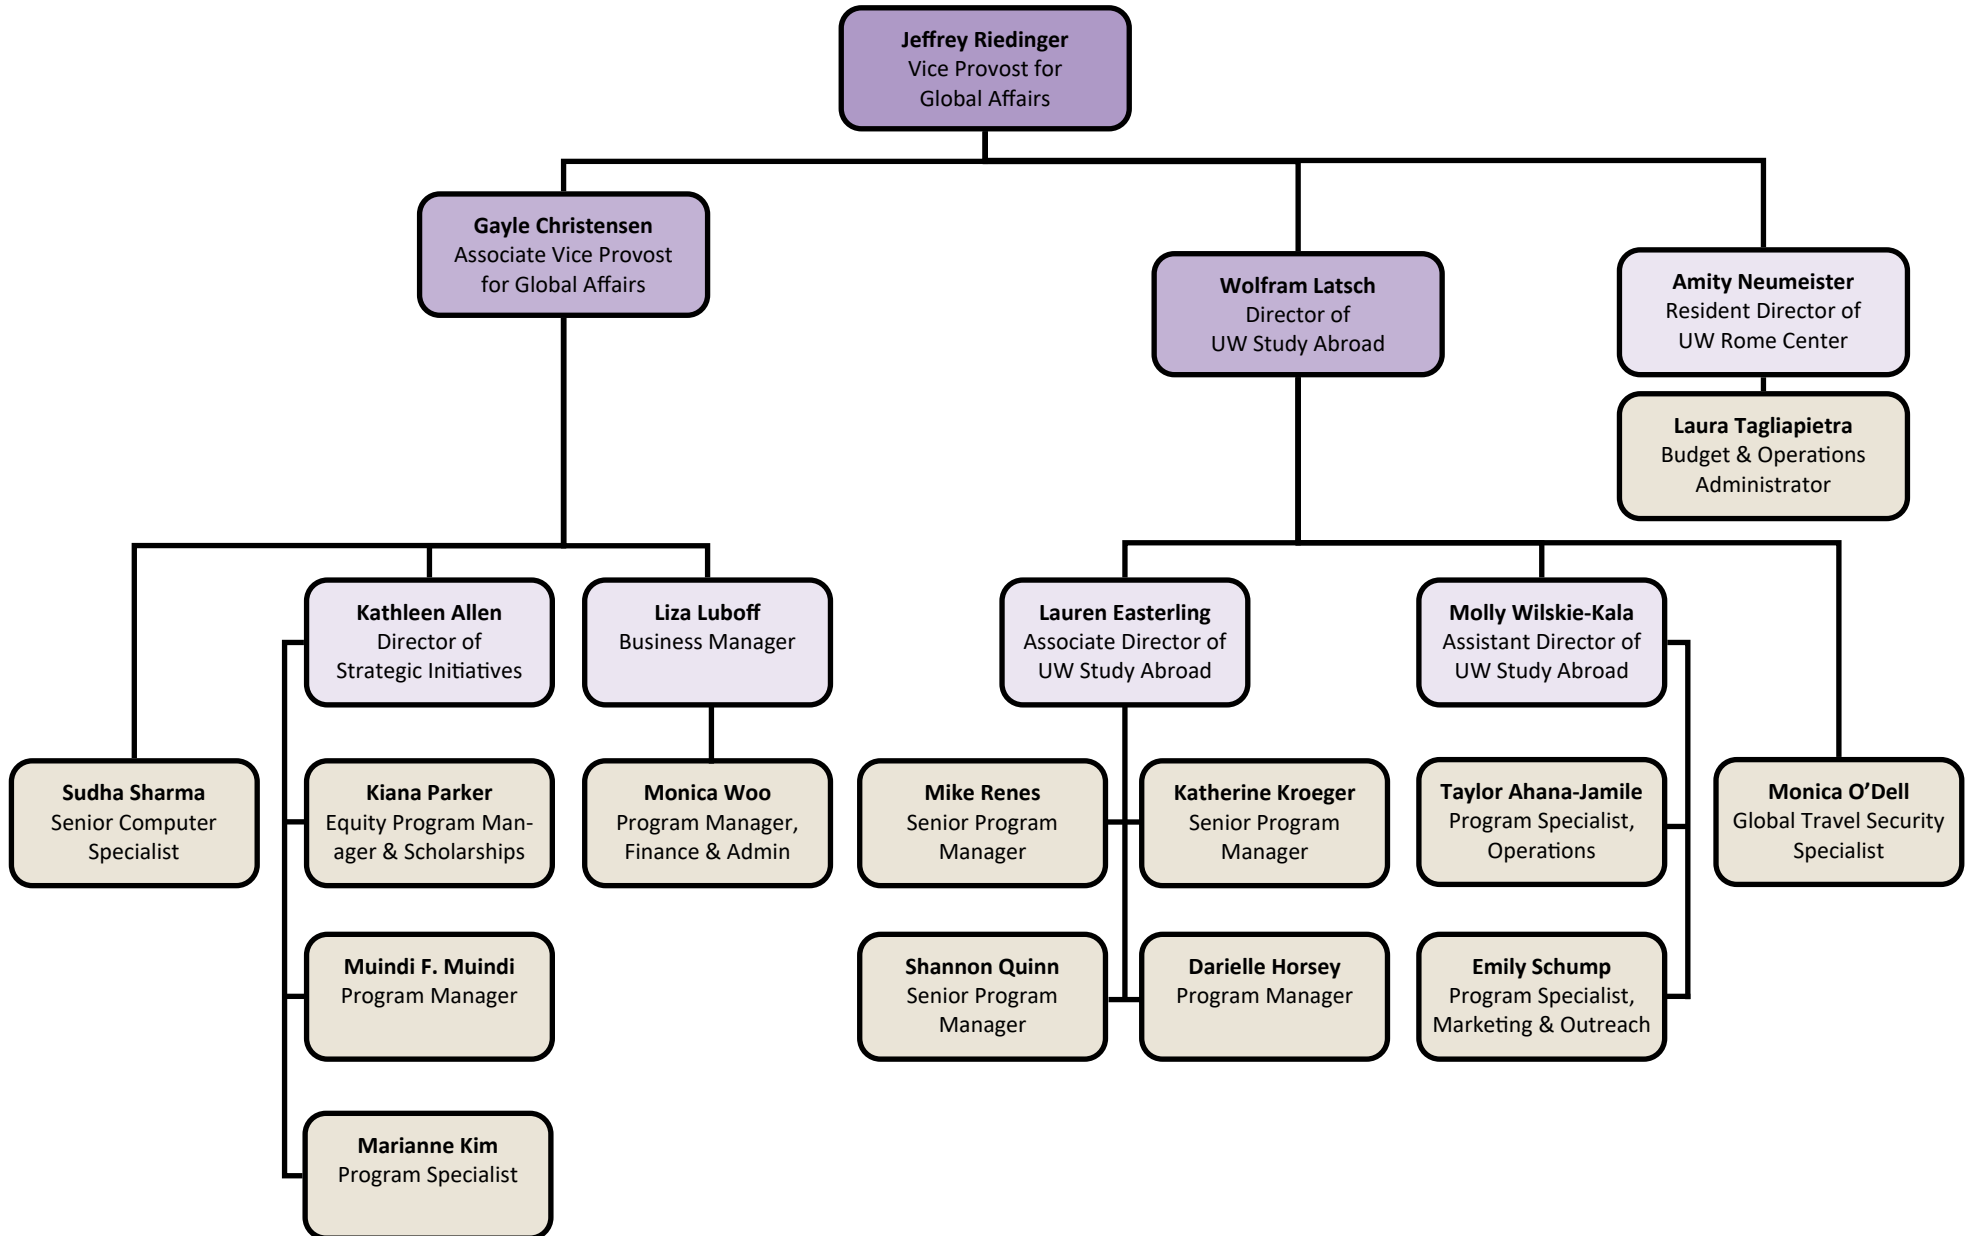 Jeffrey Riedinger
Vice Provost for
Global Affairs
Gayle Christensen
Associate Vice Provost
for Global Affairs
Wolfram Latsch
Director of
UW Study Abroad
Amity Neumeister
Resident Director of
UW Rome Center
Laura Tagliapietra
Budget & Operations
Administrator
Kathleen Allen
Director of
Strategic Initiatives
Liza Luboff
Business Manager
Lauren Easterling
Associate Director of
UW Study Abroad
Molly Wilskie-Kala
Assistant Director of
UW Study Abroad
Sudha Sharma
Senior Computer
Specialist
Kiana Parker
Equity Program Man-
ager & Scholarships
Monica Woo
Program Manager,
Finance & Admin
Mike Renes
Senior Program
Manager
Katherine Kroeger
Senior Program
Manager
Taylor Ahana-Jamile
Program Specialist,
Operations
Monica O’Dell
Global Travel Security
Specialist
Muindi F. Muindi
Program Manager
Shannon Quinn
Senior Program
Manager
Darielle Horsey
Program Manager
Emily Schump
Program Specialist,
Marketing & Outreach
Marianne Kim
Program Specialist